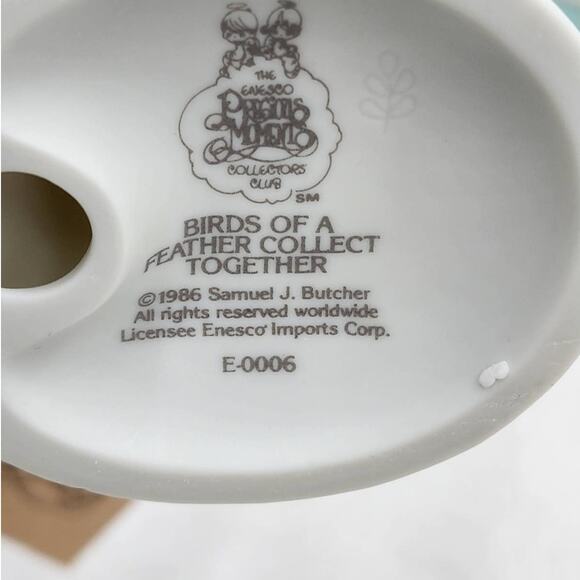 THE
ENESCO
PRECIOUS
MOMENTS
COLLECTORS
CLUB
SM
BIRDS OF A
FEATHER COLLECT
TOGETHER
©1986 Samuel J. Butcher
All rights reserved worldwide
Licensee Enesco® Imports Corp.
E-0006